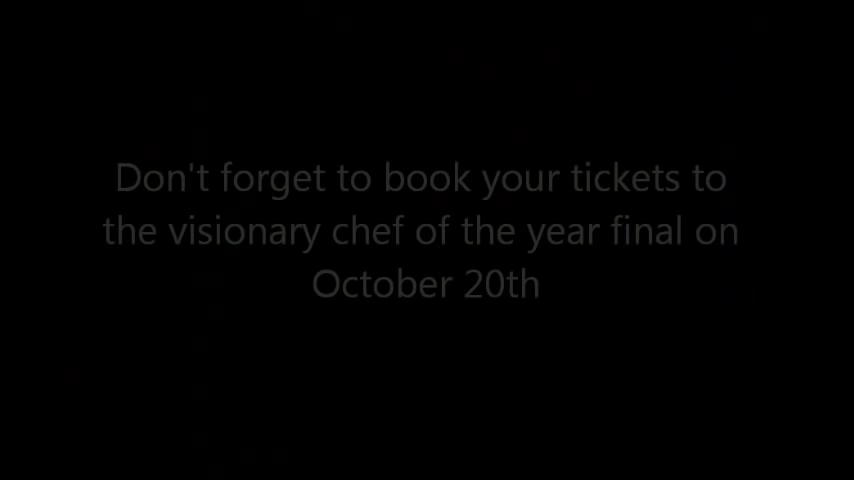 Don't forget to book your tickets to
the visionary chef of the year final on
October 20th